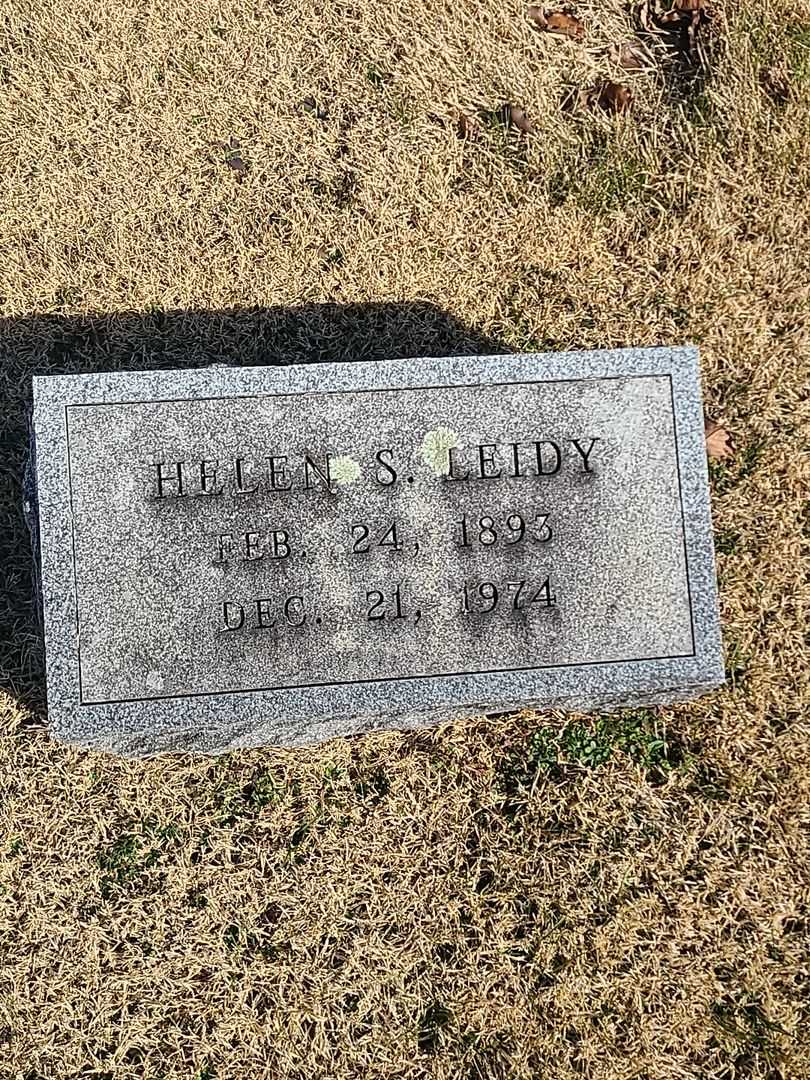 HELEN S. LEIDY
FEB. 24, 1893
DEC. 21, 1974